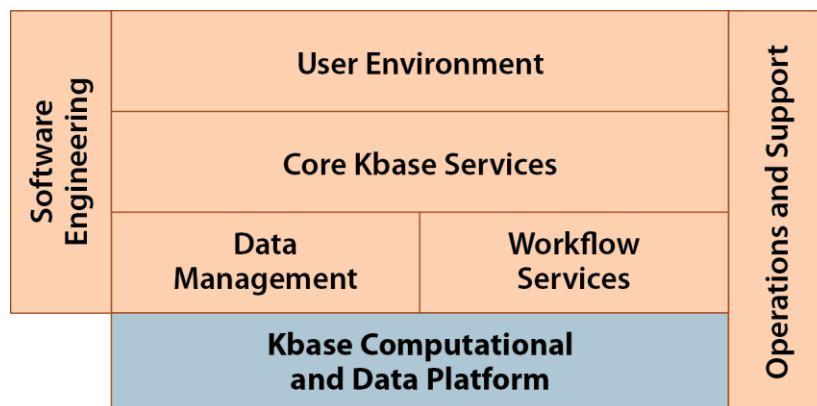 Software
Engineering
User Environment
Core Kbase Services
Data
Management
Workflow
Services
Kbase Computational
and Data Platform
Operations and Support